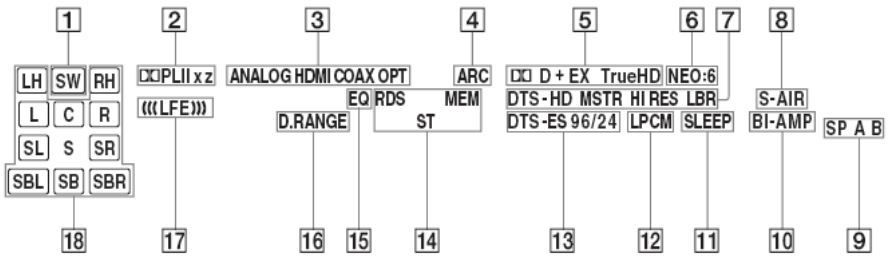 1 2 3 4 5 6 7 8
LH SW RH PLII x z ANALOG HDMI COAX OPT ARC D + EX TrueHD NEO:6
L C R (((LFE))) EQ RDS MEM DTS-HD MSTR HI RES LBR S-AIR
SL S SR D.RANGE ST DTS-ES 96/24 LPCM SLEEP BI-AMP SP A B
SBL SB SBR
18 17 16 15 14 13 12 11 10 9